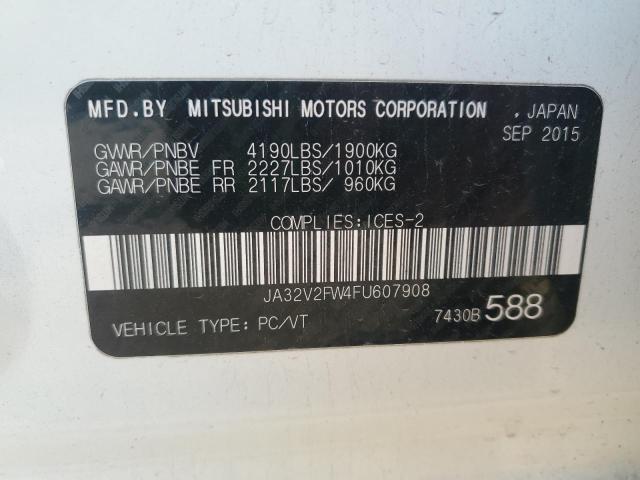 MFD.BY MITSUBISHI MOTORS CORPORATION . JAPAN
SEP 2015
GVWR/PNBV 4190LBS/1900KG
GAWR/PNBE FR 2227LBS/1010KG
GAWR/PNBE RR 2117LBS/ 960KG
COMPLIES:ICES-2
JA32V2FW4FU607908
VEHICLE TYPE:PC/VT 7430B 588